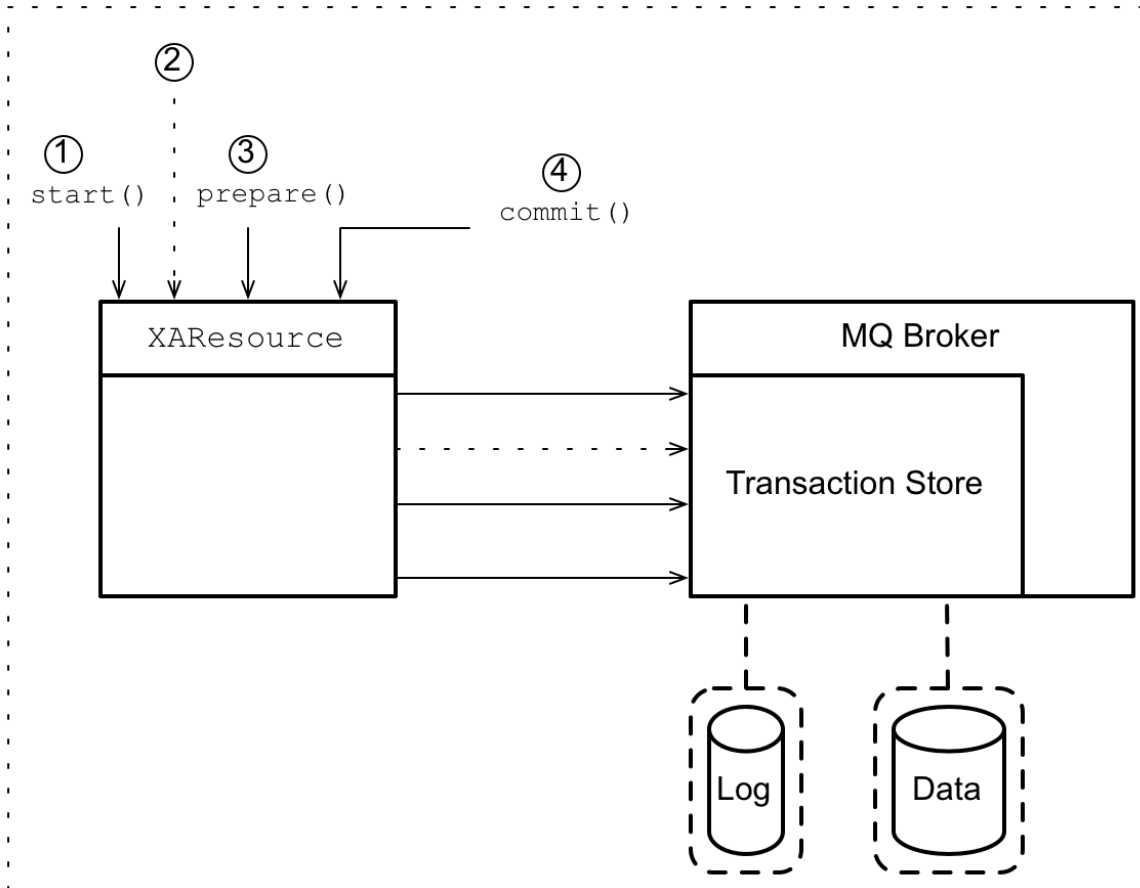 2
1
3
4
start()
prepare()
commit()
XAResource
MQ Broker
Transaction Store
Log
Data